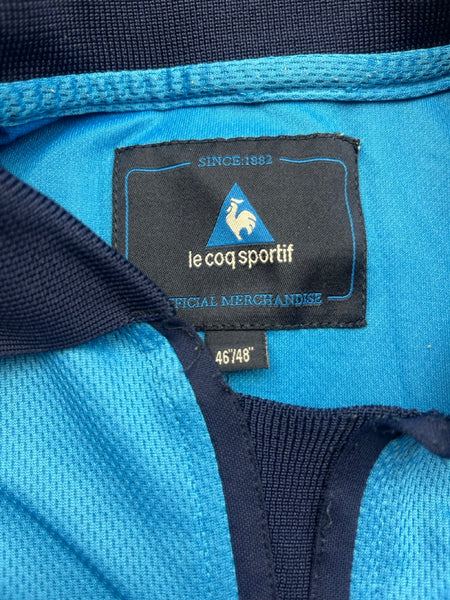 SINCE:1882
le coq sportif
OFFICIAL MERCHANDISE
46"/48"